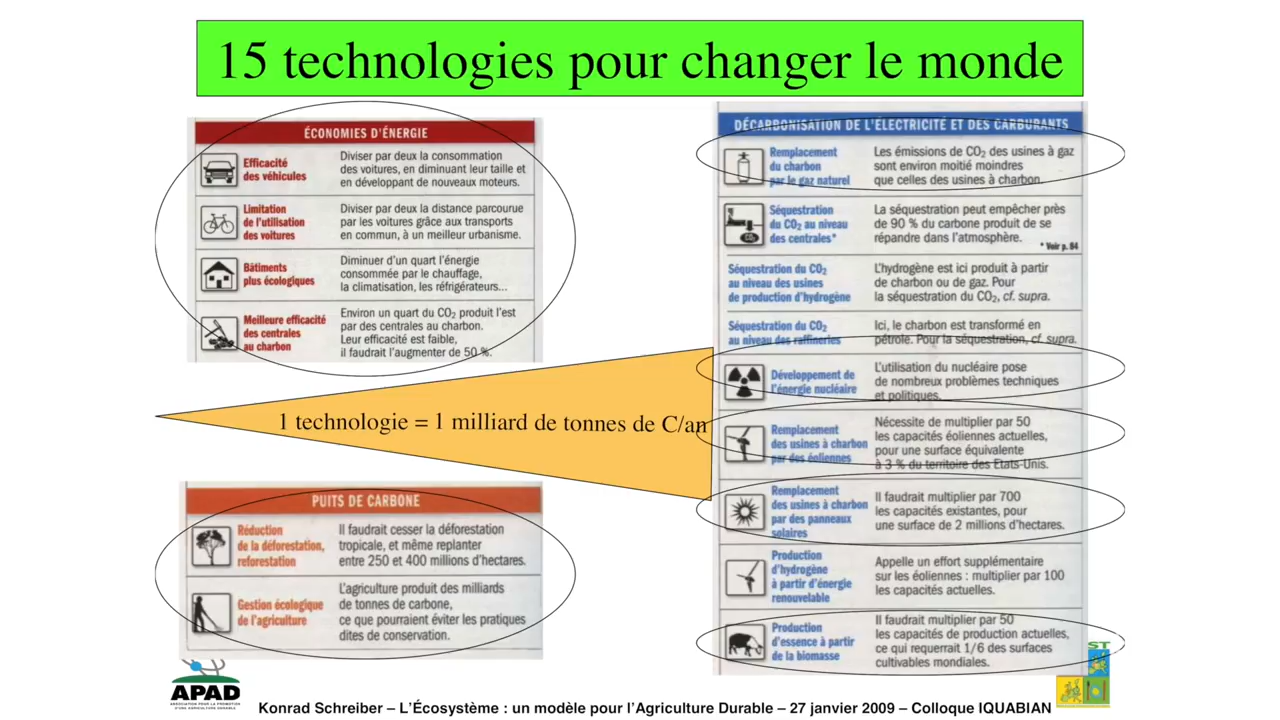 15 technologies pour changer le monde
ÉCONOMIES D'ÉNERGIE
Efficacité
des véhicules
Diviser par deux la consommation
des voitures, en diminuant leur taille et
en développant de nouveaux moteurs.
Limitation
de l'utilisation
des voitures
Diviser par deux la distance parcourue
par les voitures grâce aux transports
en commun, à un meilleur urbanisme.
Bâtiments
plus écologiques
Diminuer d'un quart l'énergie
consommée par le chauffage,
la climatisation, les réfrigérateurs...
Meilleure efficacité
des centrales
au charbon
Environ un quart du CO2 produit l'est
par des centrales au charbon.
Leur efficacité est faible,
il faudrait l'augmenter de 50 %.
1 technologie = 1 milliard de tonnes de C/an
PUITS DE CARBONE
Réduction
de la déforestation,
reforestation
Il faudrait cesser la déforestation
tropicale, et même replanter
entre 250 et 400 millions d'hectares.
Gestion écologique
de l'agriculture
L'agriculture produit des milliards
de tonnes de carbone,
ce que pourraient éviter les pratiques
dites de conservation.
DÉCARBONISATION DE L'ÉLECTRICITÉ ET DES CARBURANTS
Remplacement
du charbon
par le gaz naturel
Les émissions de CO2 des usines à gaz
sont environ moitié moindres
que celles des usines à charbon.
Séquestration
du CO2 au niveau
des centrales*
La séquestration peut empêcher près
de 90 % du carbone produit de se
répandre dans l'atmosphère.
* Voir p. 84
Séquestration du CO2
au niveau des usines
de production d'hydrogène
L'hydrogène est ici produit à partir
de charbon ou de gaz. Pour
la séquestration du CO2, cf. supra.
Séquestration du CO2
au niveau des raffineries
Ici, le charbon est transformé en
pétrole. Pour la séquestration, cf. supra.
Développement de
l'énergie nucléaire
L'utilisation du nucléaire pose
de nombreux problèmes techniques
et politiques.
Remplacement
des usines à charbon
par des éoliennes
Nécessite de multiplier par 50
les capacités éoliennes actuelles,
pour une surface équivalente
à 3 % du territoire des Etats-Unis.
Remplacement
des usines à charbon
par des panneaux
solaires
Il faudrait multiplier par 700
les capacités existantes, pour
une surface de 2 millions d'hectares.
Production
d'hydrogène
à partir d'énergie
renouvelable
Appelle un effort supplémentaire
sur les éoliennes : multiplier par 100
les capacités actuelles.
Production
d'essence à partir
de la biomasse
Il faudrait multiplier par 50
les capacités de production actuelles,
ce qui requerrait 1/6 des surfaces
cultivables mondiales.
APAD
ASSOCIATION POUR LA PROMOTION
D'UNE AGRICULTURE DURABLE
ST
Konrad Schreiber – L'Écosystème : un modèle pour l'Agriculture Durable – 27 janvier 2009 – Colloque IQUABIAN